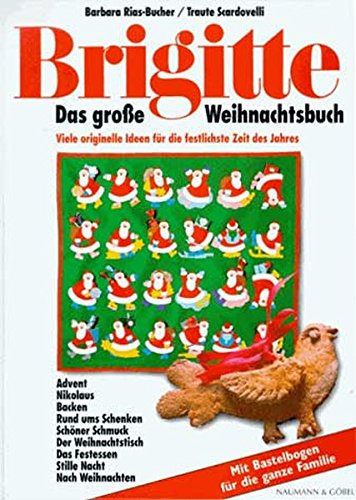 Barbara Rias-Bucher / Traute Scardovelli
Brigitte
Das große Weihnachtsbuch
Viele originelle Ideen für die festlichste Zeit des Jahres
Advent
Nikolaus
Backen
Rund ums Schenken
Schöner Schmuck
Der Weihnachtstisch
Das Festessen
Stille Nacht
Nach Weihnachten
Mit Bastelbogen
für die ganze Familie
NAUMANN & GÖBEL